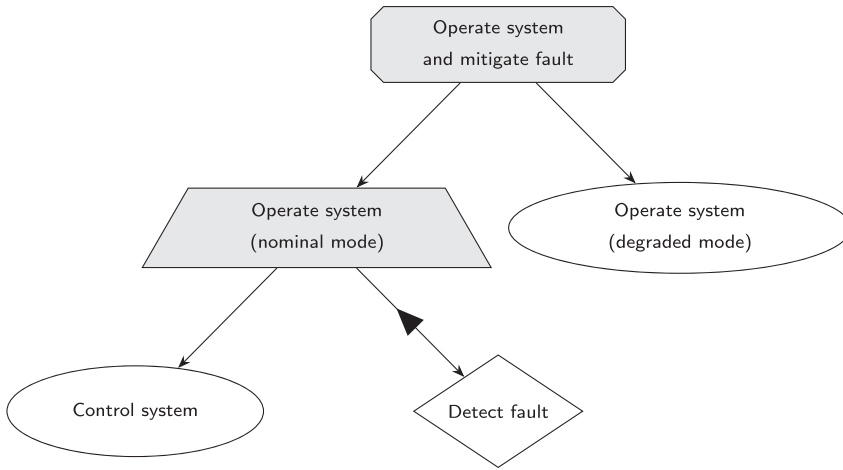 Operate system
and mitigate fault
Operate system
(nominal mode)
Operate system
(degraded mode)
Control system
Detect fault